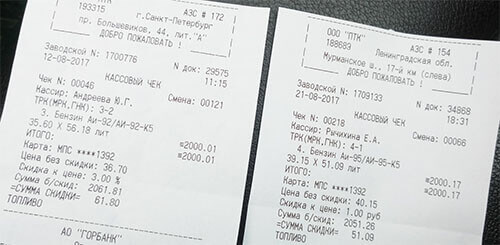 "ПТК"
193315 АЗС # 172
г.Санкт-Петербург
пр. Большевиков, 44, лит."А"
ДОБРО ПОЖАЛОВАТЬ !
Заводской N: 1700776 N док: 29575
12-08-2017 11:15
КАССОВЫЙ ЧЕК
Чек N: 00046 Смена: 00121
Кассир: Андреева Ю.Г.
ТРК(МРК,ГНК): 3-2
3. Бензин Аи-92/АИ-92-К5
35.60 X 56.18 лит =2000.01
ИТОГО: =2000.01
Карта: МПС ****1392
Цена без скидки: 36.70
Скидка к цене: 3.00 %
Сумма б/скид: 2061.81
=СУММА СКИДКИ= 61.80
ТОПЛИВО
АО "ГОРБАНК"
ООО "ПТК"
188683 АЗС # 154
Ленинградская обл.
Мурманское ш., 17-й км (слева)
ДОБРО ПОЖАЛОВАТЬ !
Заводской N: 1709133 N док: 34868
21-08-2017 18:31
КАССОВЫЙ ЧЕК
Чек N: 00218 Смена: 00066
Кассир: Рычихина Е.А.
ТРК(МРК,ГНК): 4-1
4. Бензин Аи-95/АИ-95-К5
39.15 X 51.09 лит =2000.17
ИТОГО: =2000.17
Карта: МПС ****1392
Цена без скидки: 40.15
Скидка к цене: 1.00 руб
Сумма б/скид: 2051.26
=СУММА СКИДКИ= 51.09
ТОПЛИВО